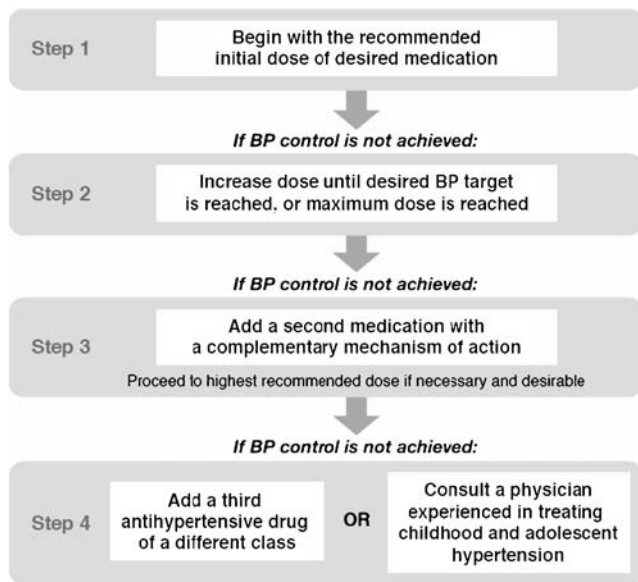 Step 1
Begin with the recommended
initial dose of desired medication
If BP control is not achieved:
Step 2
Increase dose until desired BP target
is reached, or maximum dose is reached
If BP control is not achieved:
Step 3
Add a second medication with
a complementary mechanism of action
Proceed to highest recommended dose if necessary and desirable
If BP control is not achieved:
Step 4
Add a third
antihypertensive drug
of a different class
OR
Consult a physician
experienced in treating
childhood and adolescent
hypertension